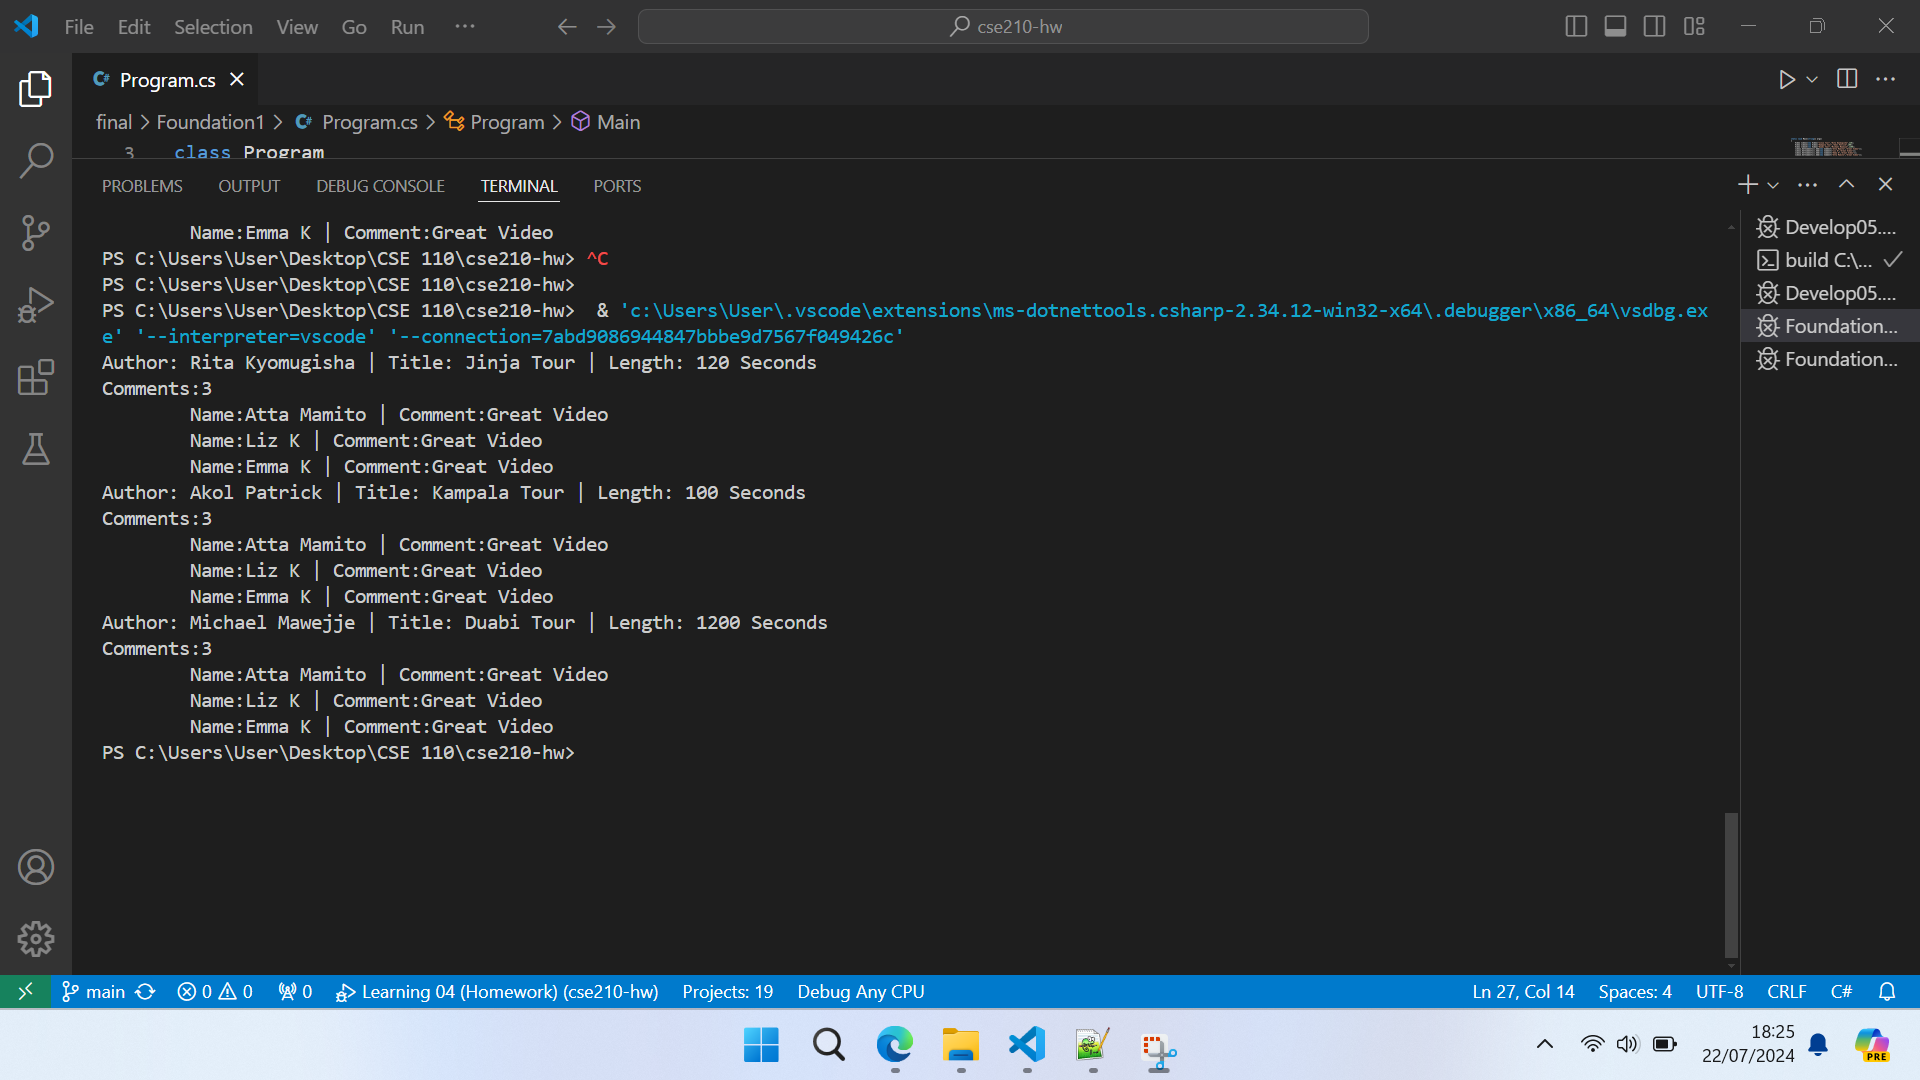 File Edit Selection View Go Run ··· cse210-hw
Program.cs
final > Foundation1 > Program.cs > Program > Main
3 class Program
PROBLEMS OUTPUT DEBUG CONSOLE TERMINAL PORTS
Name:Emma K | Comment:Great Video
PS C:\Users\User\Desktop\CSE 110\cse210-hw> ^C
PS C:\Users\User\Desktop\CSE 110\cse210-hw>
PS C:\Users\User\Desktop\CSE 110\cse210-hw> & 'c:\Users\User\.vscode\extensions\ms-dotnettools.csharp-2.34.12-win32-x64\.debugger\x86_64\vsdbg.ex
e' '--interpreter=vscode' '--connection=7abd9086944847bbbe9d7567f049426c'
Author: Rita Kyomugisha | Title: Jinja Tour | Length: 120 Seconds
Comments:3
Name:Atta Mamito | Comment:Great Video
Name:Liz K | Comment:Great Video
Name:Emma K | Comment:Great Video
Author: Akol Patrick | Title: Kampala Tour | Length: 100 Seconds
Comments:3
Name:Atta Mamito | Comment:Great Video
Name:Liz K | Comment:Great Video
Name:Emma K | Comment:Great Video
Author: Michael Mawejje | Title: Duabi Tour | Length: 1200 Seconds
Comments:3
Name:Atta Mamito | Comment:Great Video
Name:Liz K | Comment:Great Video
Name:Emma K | Comment:Great Video
PS C:\Users\User\Desktop\CSE 110\cse210-hw>
Develop05....
build C:\...
Develop05....
Foundation...
Foundation...
main 0 0 0 Learning 04 (Homework) (cse210-hw) Projects: 19 Debug Any CPU Ln 27, Col 14 Spaces: 4 UTF-8 CRLF C#
18:25
22/07/2024
PRE